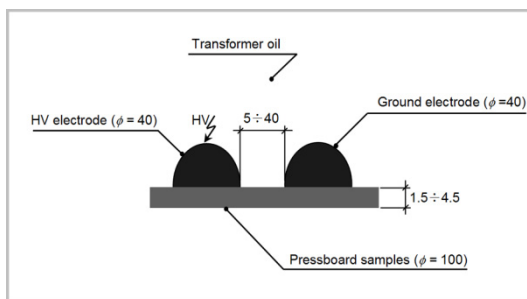 Transformer oil
HV electrode (ϕ = 40)
HV
5÷40
Ground electrode (ϕ=40)
1.5÷4.5
Pressboard samples (ϕ = 100)